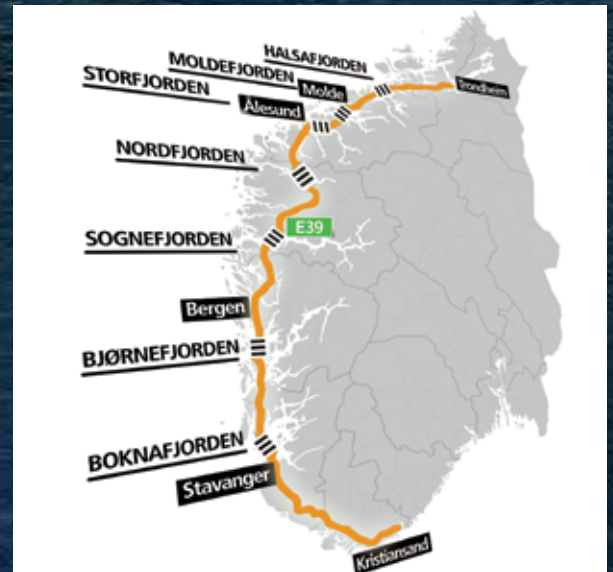 HALSAFJORDEN
MOLDEFJORDEN
Molde
Trondheim
STORFJORDEN
Ålesund
NORDFJORDEN
E39
SOGNEFJORDEN
Bergen
BJØRNEFJORDEN
BOKNAFJORDEN
Stavanger
Kristiansand